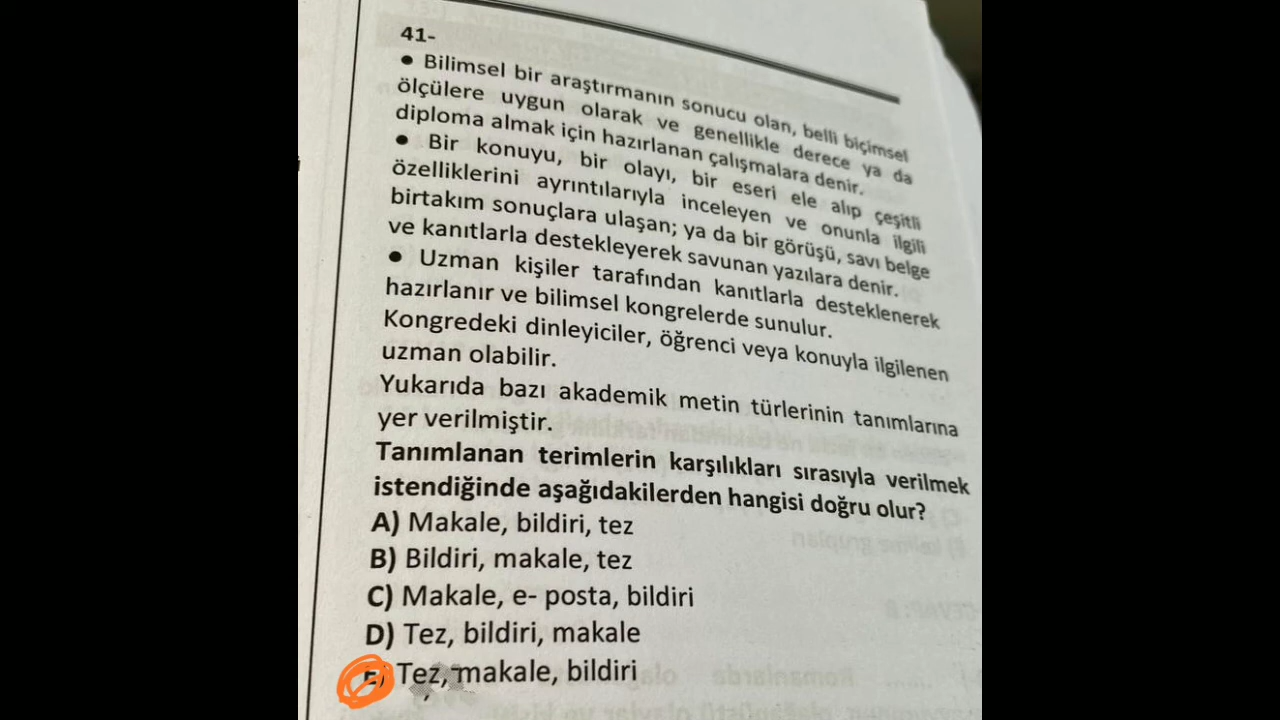 41-
• Bilimsel bir araştırmanın sonucu olan, belli biçimsel
ölçülere uygun olarak ve genellikle derece ya da
diploma almak için hazırlanan çalışmalara denir.
• Bir konuyu, bir olayı, bir eseri ele alıp çeşitli
özelliklerini ayrıntılarıyla inceleyen ve onunla ilgili
birtakım sonuçlara ulaşan; ya da bir görüşü, savı belge
ve kanıtlarla destekleyerek savunan yazılara denir.
• Uzman kişiler tarafından kanıtlarla desteklenerek
hazırlanır ve bilimsel kongrelerde sunulur.
Kongredeki dinleyiciler, öğrenci veya konuyla ilgilenen
uzman olabilir.
Yukarıda bazı akademik metin türlerinin tanımlarına
yer verilmiştir.
Tanımlanan terimlerin karşılıkları sırasıyla verilmek
istendiğinde aşağıdakilerden hangisi doğru olur?
A) Makale, bildiri, tez
B) Bildiri, makale, tez
C) Makale, e- posta, bildiri
D) Tez, bildiri, makale
E) Tez, makale, bildiri